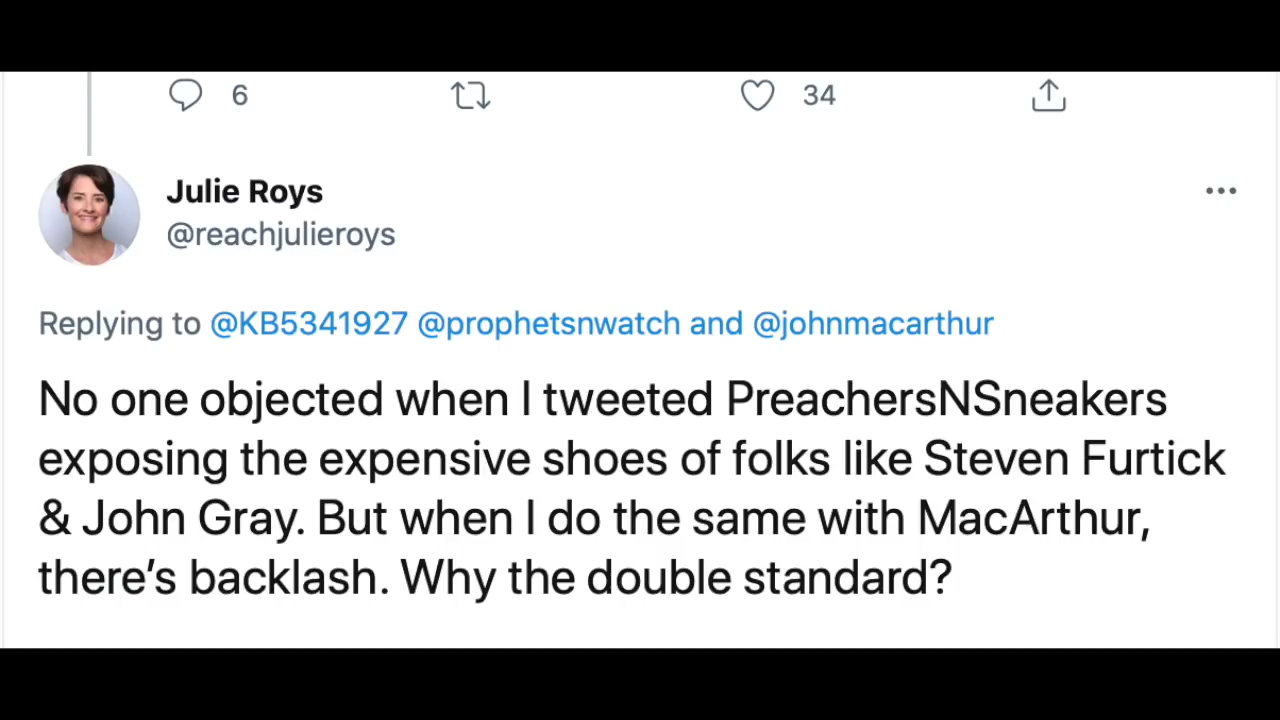 6 34
Julie Roys
@reachjulieroys
Replying to @KB5341927 @prophetsnwatch and @johnmacarthur
No one objected when I tweeted PreachersNSneakers
exposing the expensive shoes of folks like Steven Furtick
& John Gray. But when I do the same with MacArthur,
there's backlash. Why the double standard?